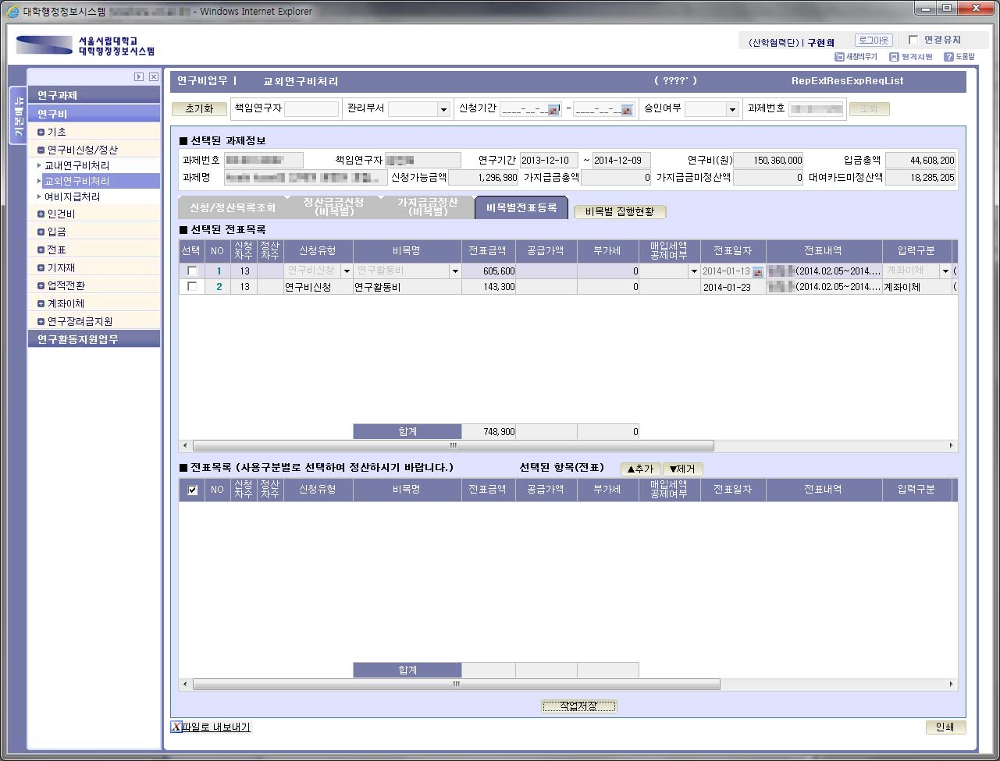 대학행정정보시스템 - Windows Internet Explorer
서울시립대학교
대학행정정보시스템
(산학협력단) | 구현희 로그아웃 연결유지
새창띄우기 원격지원 도움말
기본메뉴
연구과제
연구비
기초
연구비신청/정산
교내연구비처리
교외연구비처리
여비지급처리
인건비
입금
전표
기자재
업적전환
계좌이체
연구장려금지원
연구활동지원업무
연구비업무 | 교외연구비처리 ( ????˚ ) RepExtResExpReqList
초기화 책임연구자 관리부서 신청기간 ____-__-__ - ____-__-__ 승인여부 과제번호 조회
■ 선택된 과제정보
과제번호 책임연구자 연구기간 2013-12-10 ~ 2014-12-09 연구비(원) 150,360,000 입금총액 44,608,200
과제명 신청가능금액 1,296,980 가지급금총액 0 가지급금미정산액 0 대여카드미정산액 18,285,205
신청/정산목록조회 정산급금신청 (비목별) 가지급금정산 (비목별) 비목별전표등록 비목별 집행현황
■ 선택된 전표목록
선택 NO 신청차수 정산차수 신청유형 비목명 전표금액 공급가액 부가세 매입세액공제여부 전표일자 전표내역 입력구분
1 13 연구비신청 연구활동비 605,600 0 2014-01-13 (2014.02.05~2014.... 계좌이체 (
2 13 연구비신청 연구활동비 143,300 0 2014-01-23 (2014.02.05~2014.... 계좌이체 (
합계 748,900 0
■ 전표목록 (사용구분별로 선택하여 정산하시기 바랍니다.) 선택된 항목(전표) ▲추가 ▼제거
NO 신청차수 정산차수 신청유형 비목명 전표금액 공급가액 부가세 매입세액공제여부 전표일자 전표내역 입력구분
합계
작업저장
파일로 내보내기 인쇄